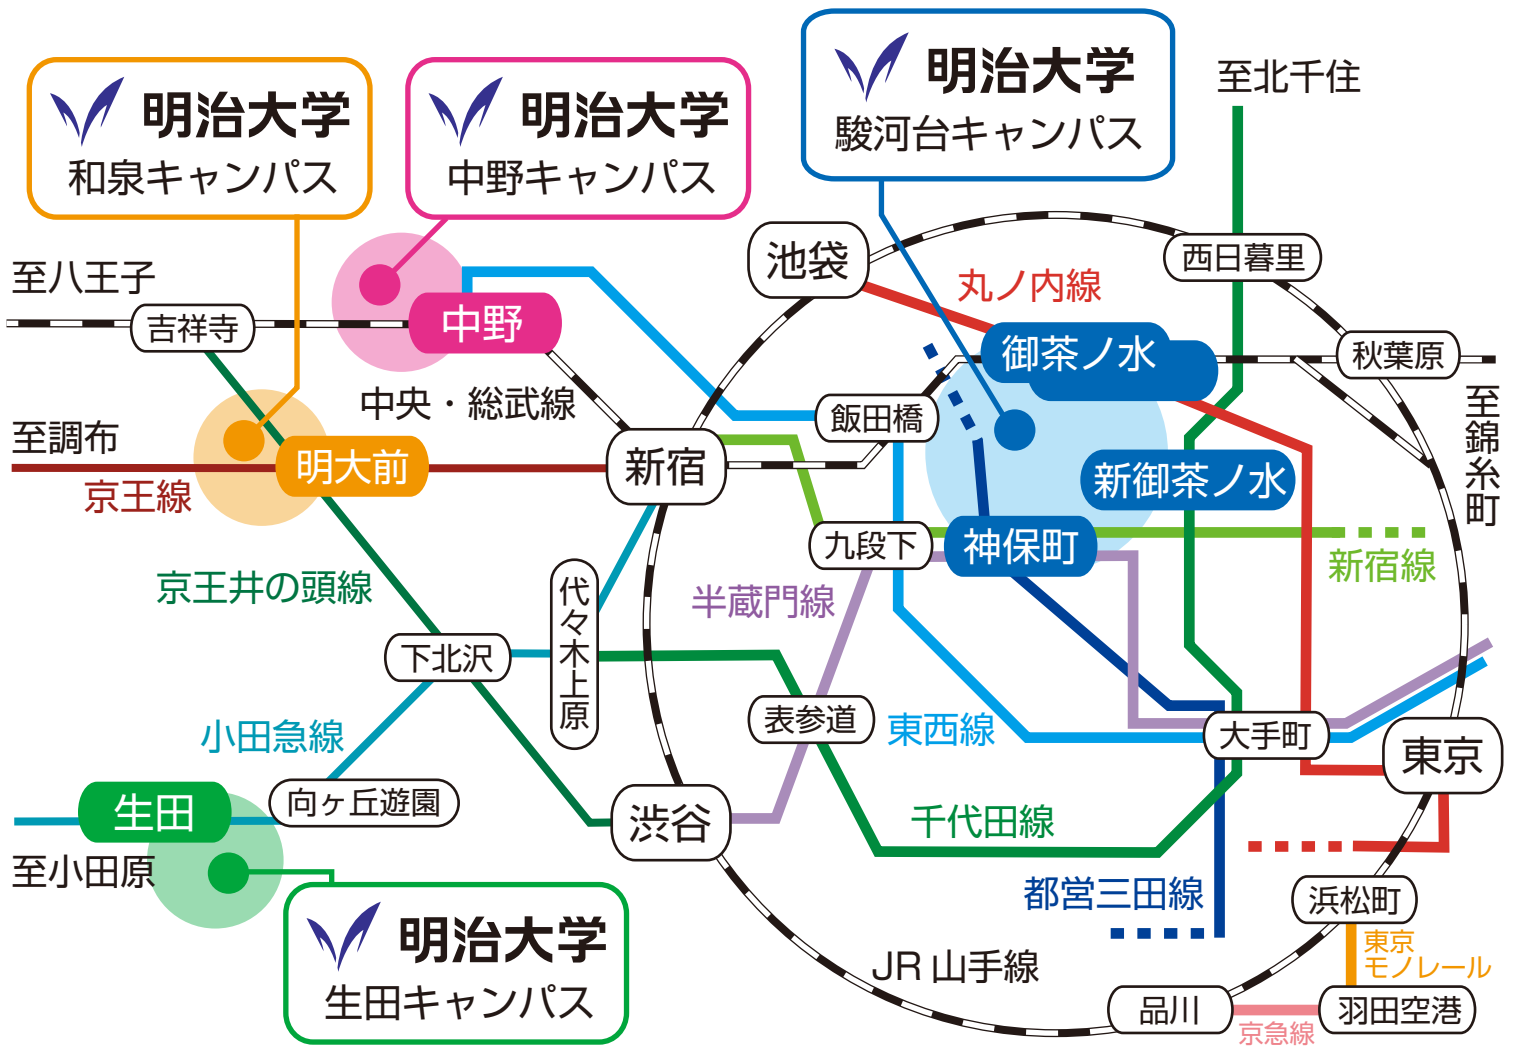 明治大学
和泉キャンパス
明治大学
中野キャンパス
明治大学
駿河台キャンパス
至北千住
池袋
西日暮里
至八王子
丸ノ内線
吉祥寺
中野
御茶ノ水
秋葉原
中央・総武線
飯田橋
至錦糸町
至調布
明大前
新宿
新御茶ノ水
京王線
九段下
神保町
新宿線
京王井の頭線
代々木上原
半蔵門線
下北沢
表参道
東西線
大手町
東京
小田急線
向ヶ丘遊園
生田
渋谷
千代田線
至小田原
都営三田線
浜松町
明治大学
生田キャンパス
JR 山手線
東京
モノレール
品川
羽田空港
京急線